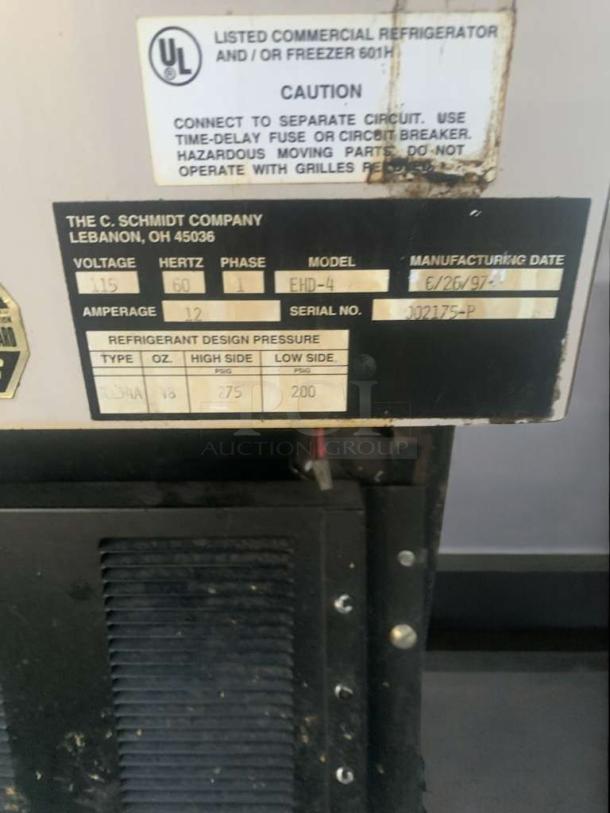 UL
®
LISTED COMMERCIAL REFRIGERATOR
AND / OR FREEZER 601H
CAUTION
CONNECT TO SEPARATE CIRCUIT. USE
TIME-DELAY FUSE OR CIRCUIT BREAKER.
HAZARDOUS MOVING PARTS DO NOT
OPERATE WITH GRILLES
THE C. SCHMIDT COMPANY
LEBANON, OH 45036
VOLTAGE HERTZ PHASE MODEL MANUFACTURING DATE
115 60 1 EHD-4 6/26/97
AMPERAGE 12 SERIAL NO. 002175-P
REFRIGERANT DESIGN PRESSURE
TYPE OZ. HIGH SIDE LOW SIDE
PSIG PSIG
275 200
AUCTION GROUP